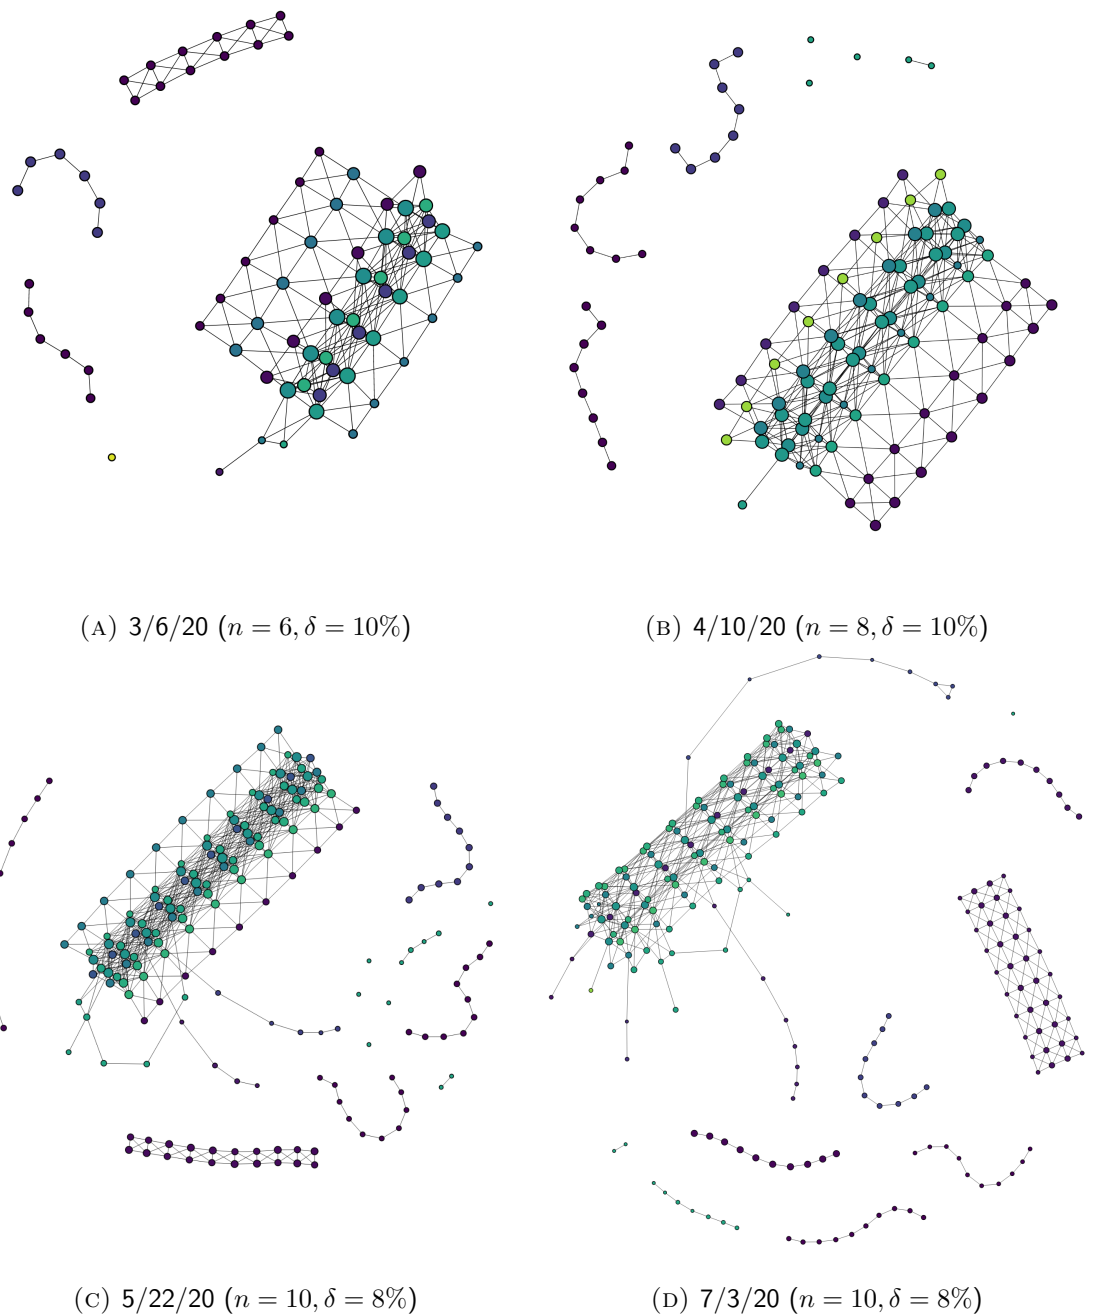 (A) 3/6/20 (n = 6, δ = 10%)
(B) 4/10/20 (n = 8, δ = 10%)
(C) 5/22/20 (n = 10, δ = 8%)
(D) 7/3/20 (n = 10, δ = 8%)